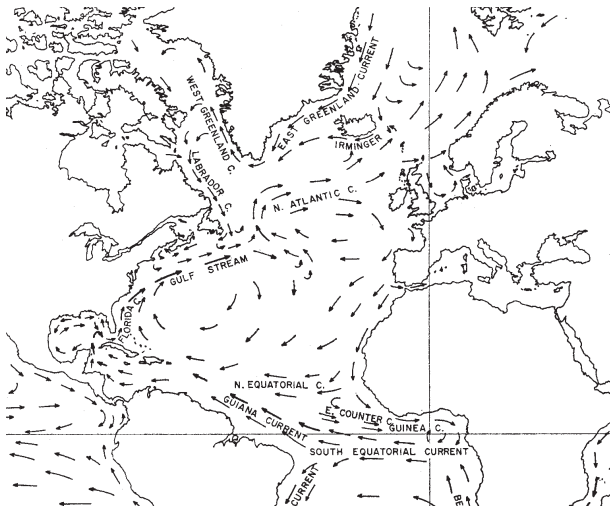 WEST GREENLAND C.
EAST GREENLAND CURRENT
IRMINGER
LABRADOR C.
N. ATLANTIC C.
GULF STREAM
FLORIDA C.
N. EQUATORIAL C.
GUIANA CURRENT
E. COUNTER C.
GUINEA C.
SOUTH EQUATORIAL CURRENT
CURRENT
BE